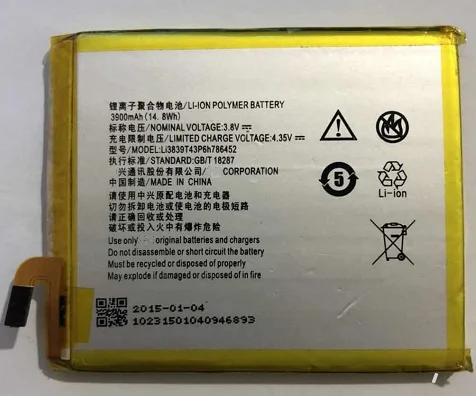 锂离子聚合物电池/LI-ION POLYMER BATTERY
3900mAh(14.8Wh)
标称电压/NOMINAL VOLTAGE:3.8V
充电限制电压/LIMITED CHARGE VOLTAGE:4.35V
型号/MODEL:Li3839T43P6h786452
执行标准/STANDARD:GB/T 18287
兴通讯股份有限公司/ CORPORATION
中国制造/MADE IN CHINA
请使用中兴原配电池和充电器
切勿拆卸电池或使电池的电极短路
请正确回收或处理
破坏或投入火中有爆炸危险
Use only original batteries and chargers
Do not disassemble or short circuit the battery
Must be recycled or disposed of properly
May explode if damaged or disposed of in fire
5
Li-ion
2015-01-04
10231501040946893